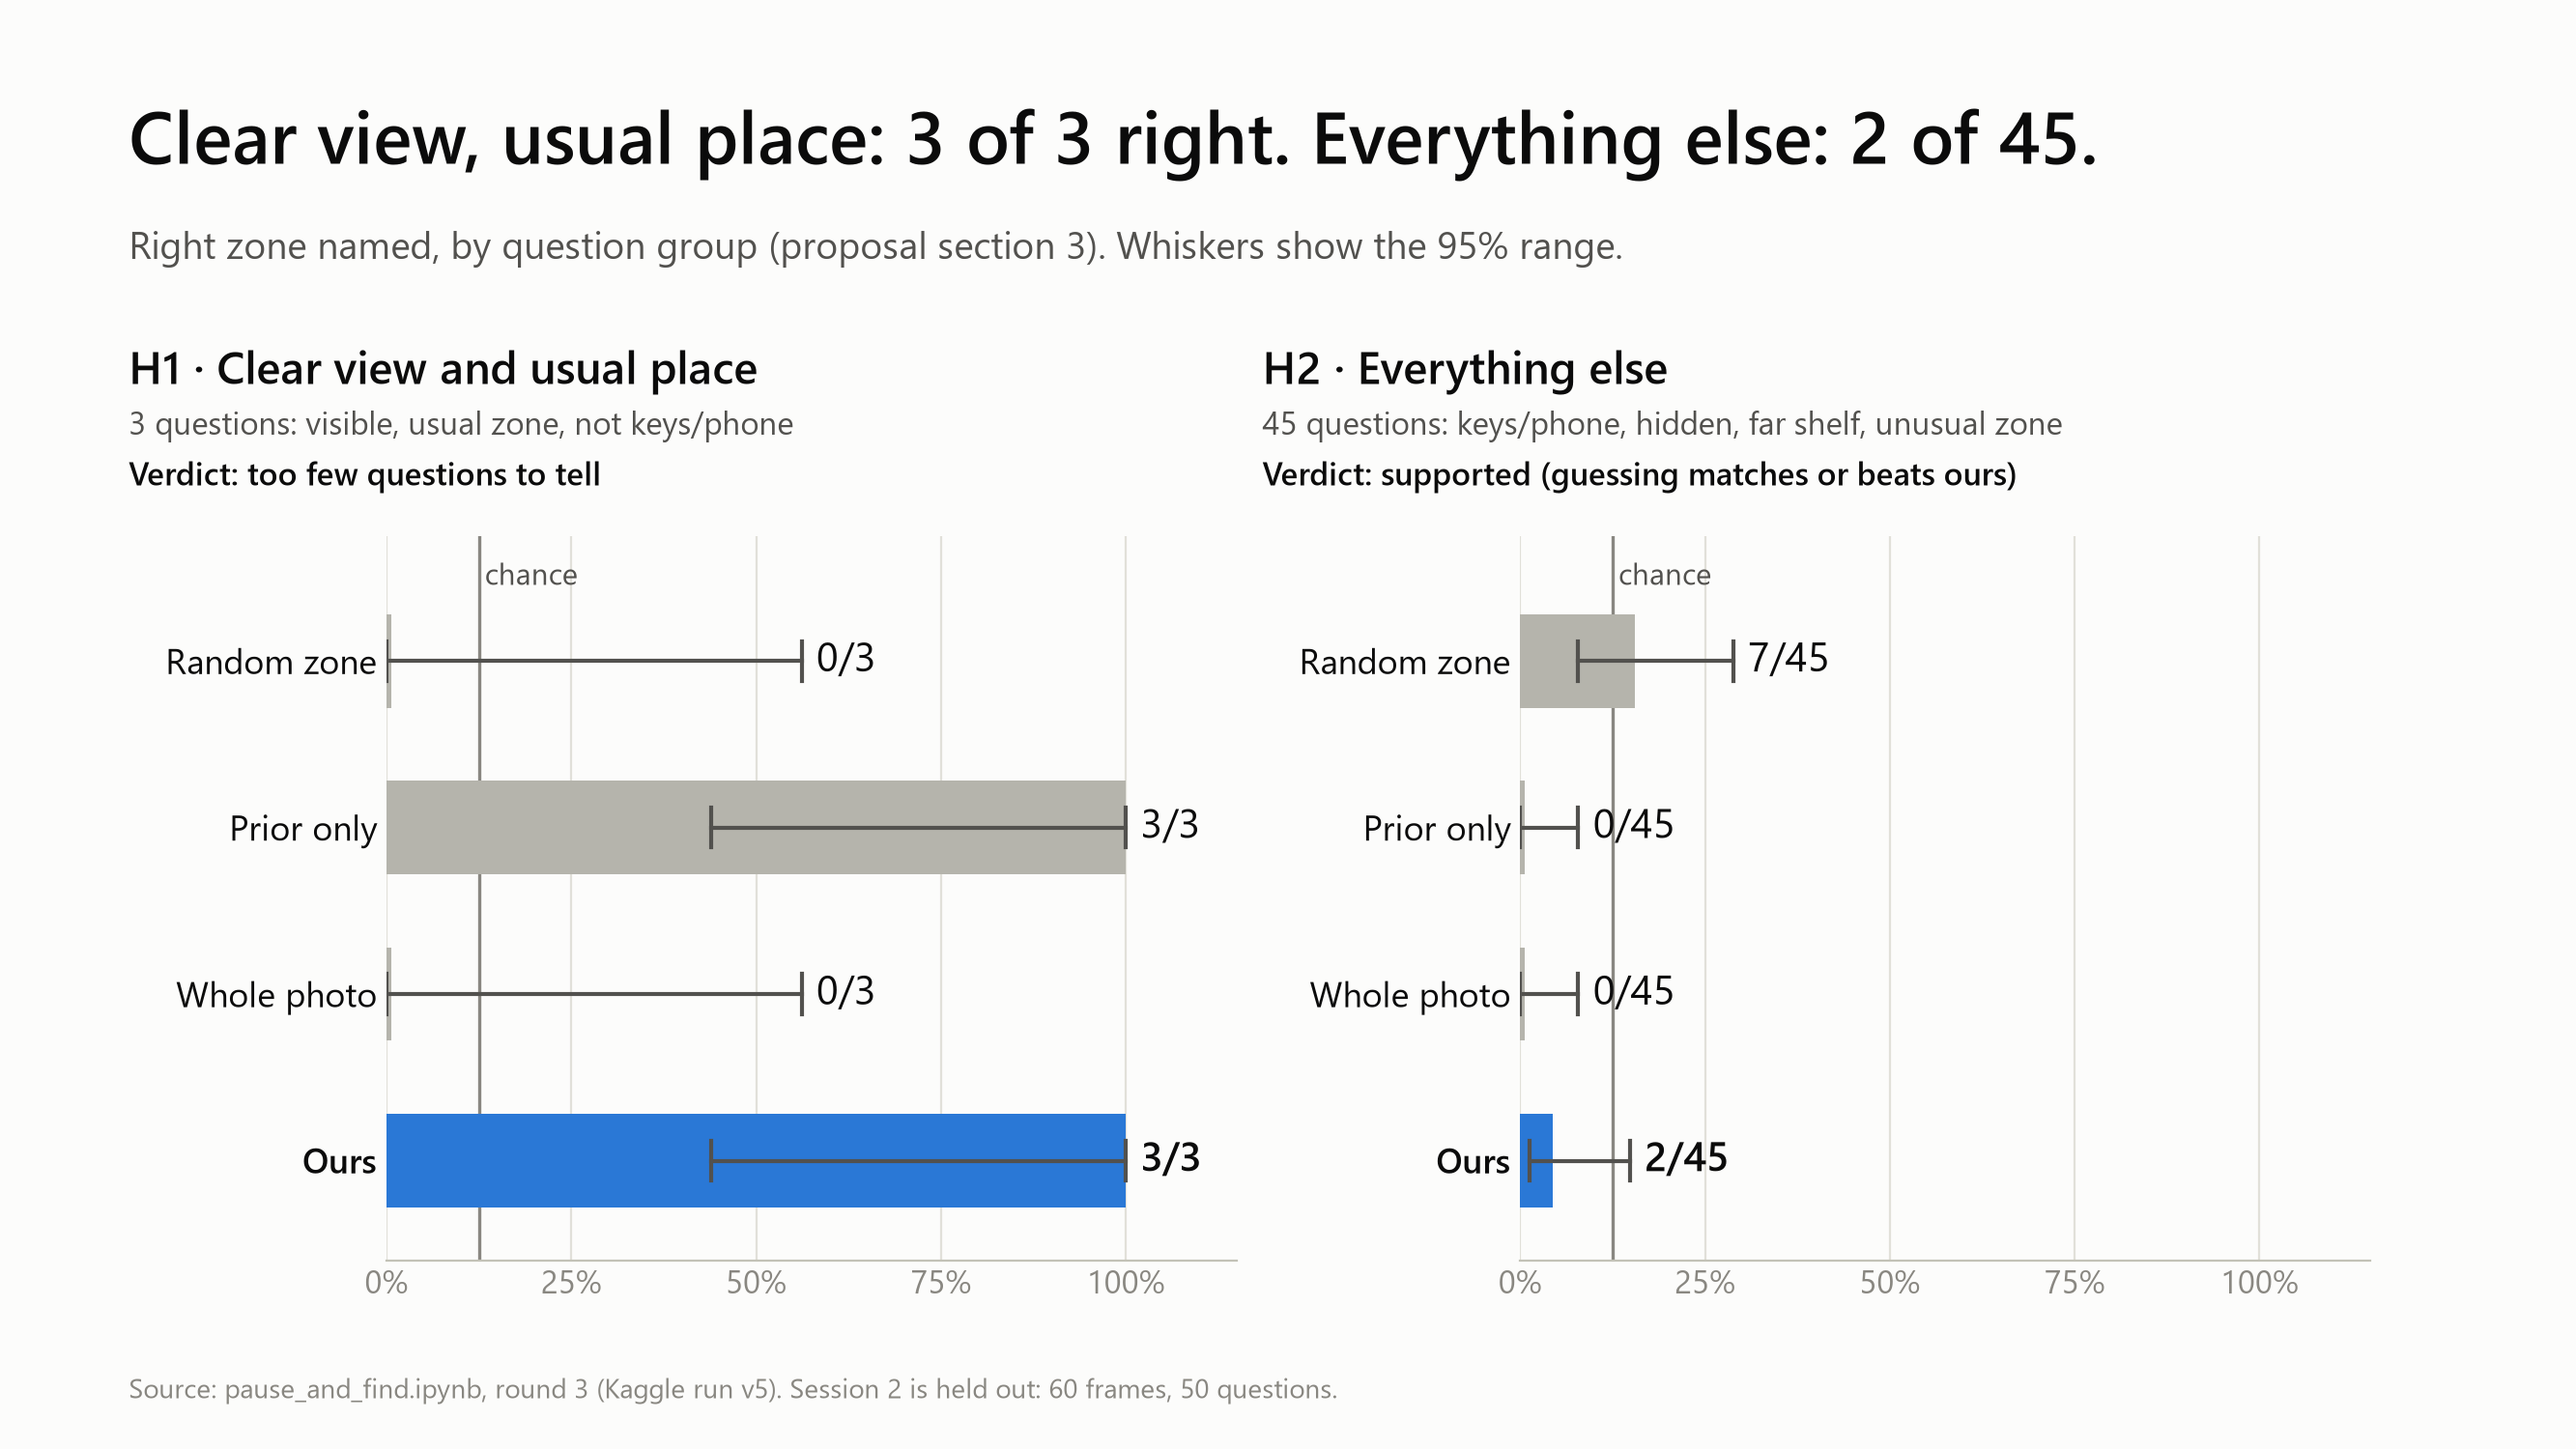 Clear view, usual place: 3 of 3 right. Everything else: 2 of 45.
Right zone named, by question group (proposal section 3). Whiskers show the 95% range.
H1 · Clear view and usual place
3 questions: visible, usual zone, not keys/phone
Verdict: too few questions to tell
chance
Random zone 0/3
Prior only 3/3
Whole photo 0/3
Ours 3/3
0% 25% 50% 75% 100%
H2 · Everything else
45 questions: keys/phone, hidden, far shelf, unusual zone
Verdict: supported (guessing matches or beats ours)
chance
Random zone 7/45
Prior only 0/45
Whole photo 0/45
Ours 2/45
0% 25% 50% 75% 100%
Source: pause_and_find.ipynb, round 3 (Kaggle run v5). Session 2 is held out: 60 frames, 50 questions.